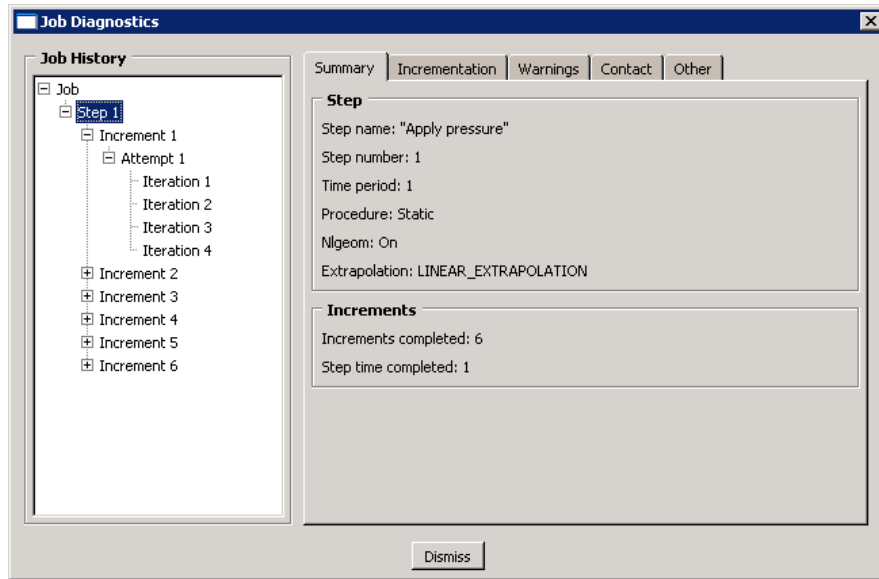 Job Diagnostics
Job History
Job
Step 1
Increment 1
Attempt 1
Iteration 1
Iteration 2
Iteration 3
Iteration 4
Increment 2
Increment 3
Increment 4
Increment 5
Increment 6
Summary Incrementation Warnings Contact Other
Step
Step name: "Apply pressure"
Step number: 1
Time period: 1
Procedure: Static
Nlgeom: On
Extrapolation: LINEAR_EXTRAPOLATION
Increments
Increments completed: 6
Step time completed: 1
Dismiss